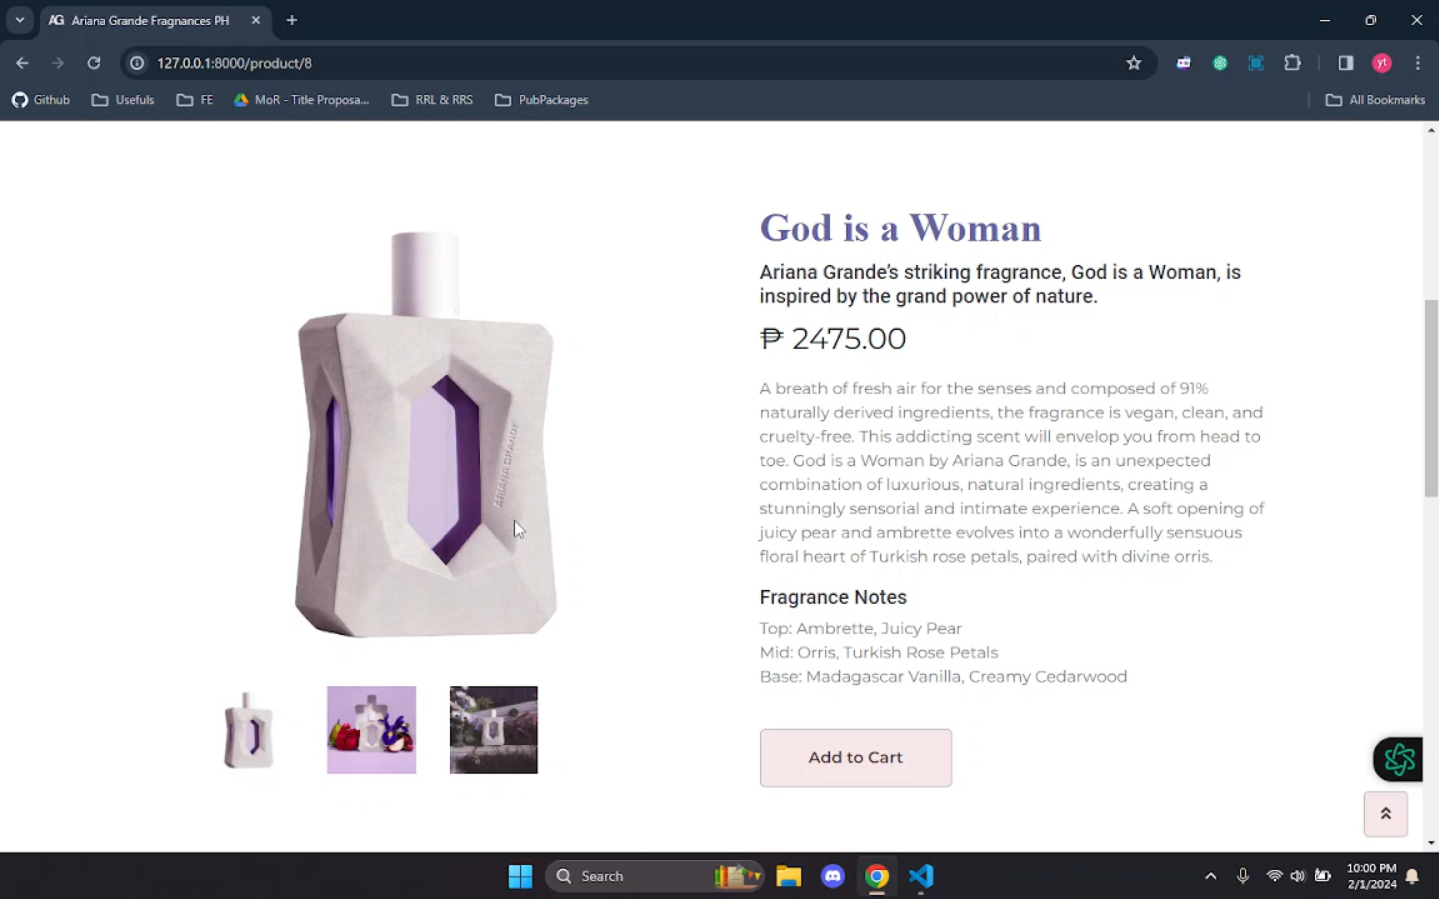 AG Ariana Grande Fragnances PH
127.0.0.1:8000/product/8
yt
Github
Usefuls
FE
MoR - Title Proposa...
RRL & RRS
PubPackages
All Bookmarks
God is a Woman
Ariana Grande’s striking fragrance, God is a Woman, is
inspired by the grand power of nature.
₱ 2475.00
A breath of fresh air for the senses and composed of 91%
naturally derived ingredients, the fragrance is vegan, clean, and
cruelty-free. This addicting scent will envelop you from head to
toe. God is a Woman by Ariana Grande, is an unexpected
combination of luxurious, natural ingredients, creating a
stunningly sensorial and intimate experience. A soft opening of
juicy pear and ambrette evolves into a wonderfully sensuous
floral heart of Turkish rose petals, paired with divine orris.
ARIANA GRANDE
Fragrance Notes
Top: Ambrette, Juicy Pear
Mid: Orris, Turkish Rose Petals
Base: Madagascar Vanilla, Creamy Cedarwood
Add to Cart
Search
10:00 PM
2/1/2024